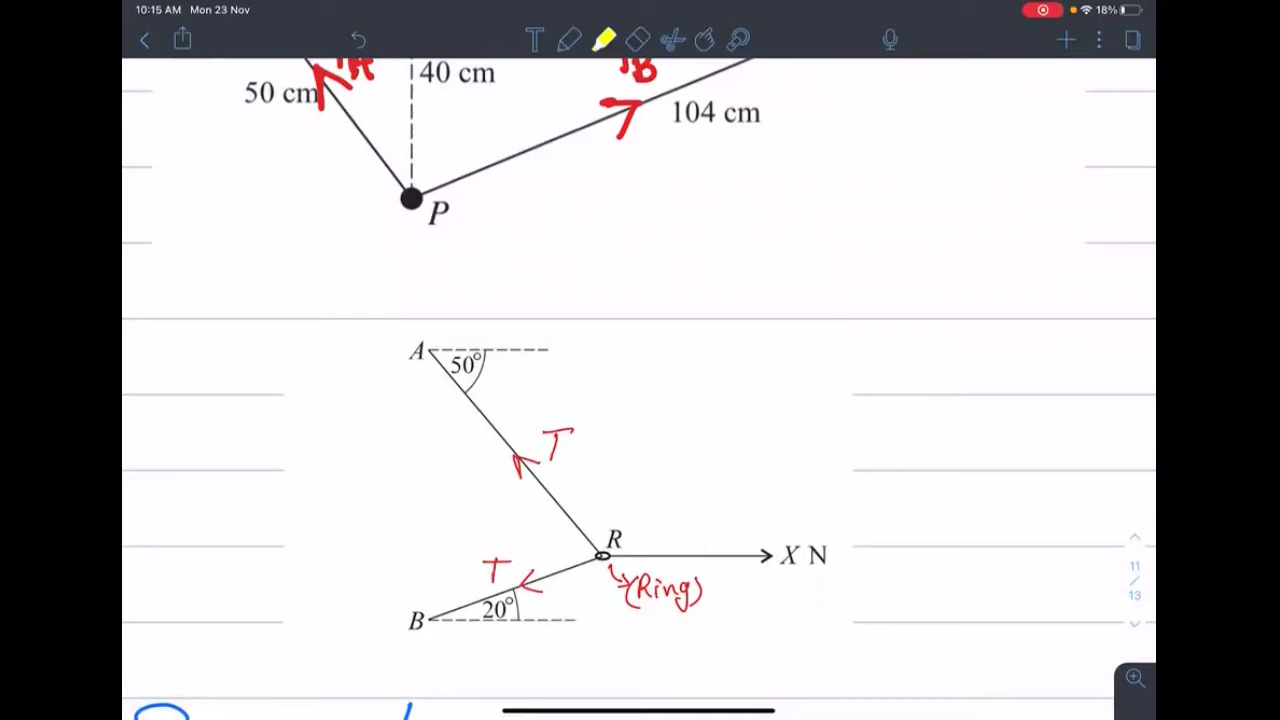 10:15 AM Mon 23 Nov
18%
40 cm
50 cm
B
104 cm
P
A
50°
T
R
X N
T
(Ring)
20°
B
11
/
13